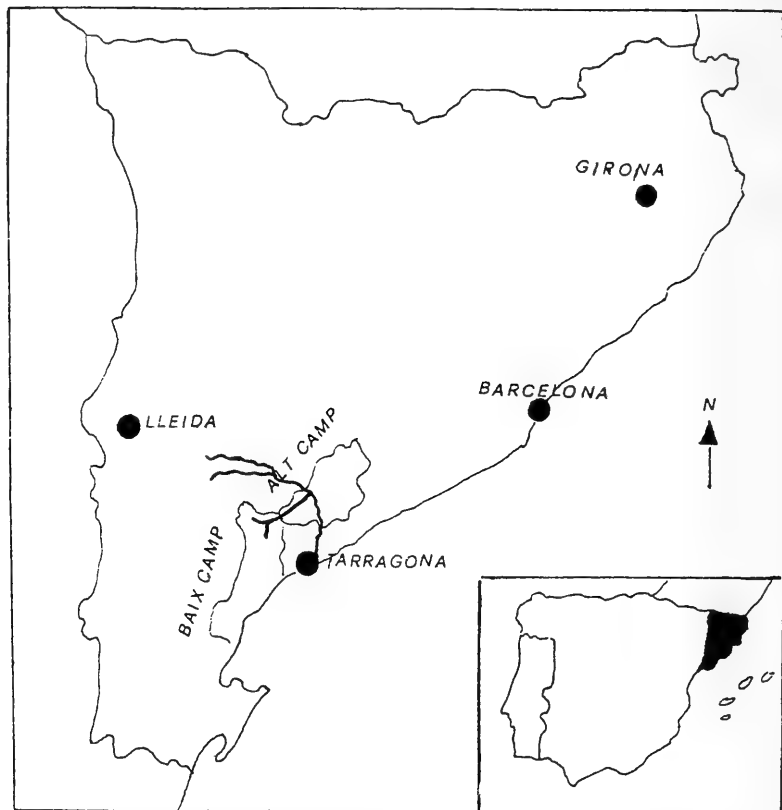 GIRONA
BARCELONA
N
LLEIDA
ALT CAMP
TARRAGONA
BAIX CAMP